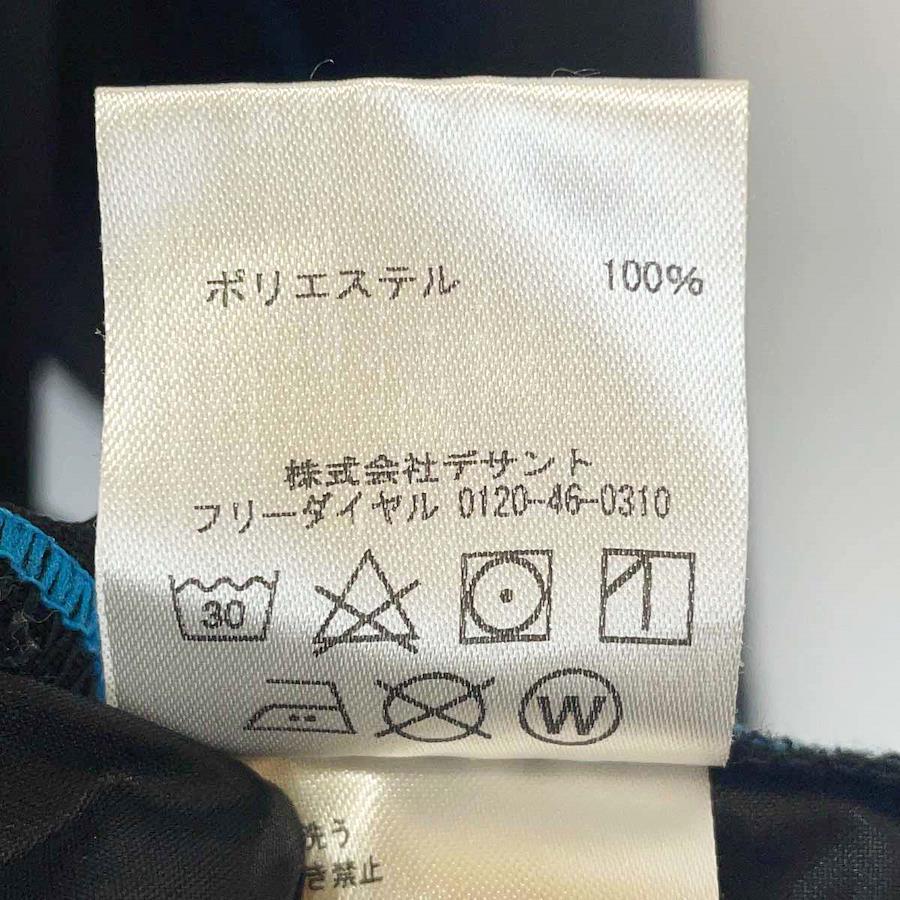 ポリエステル 100%
株式会社デサント
フリーダイヤル 0120-46-0310
30
W
洗う
き禁止